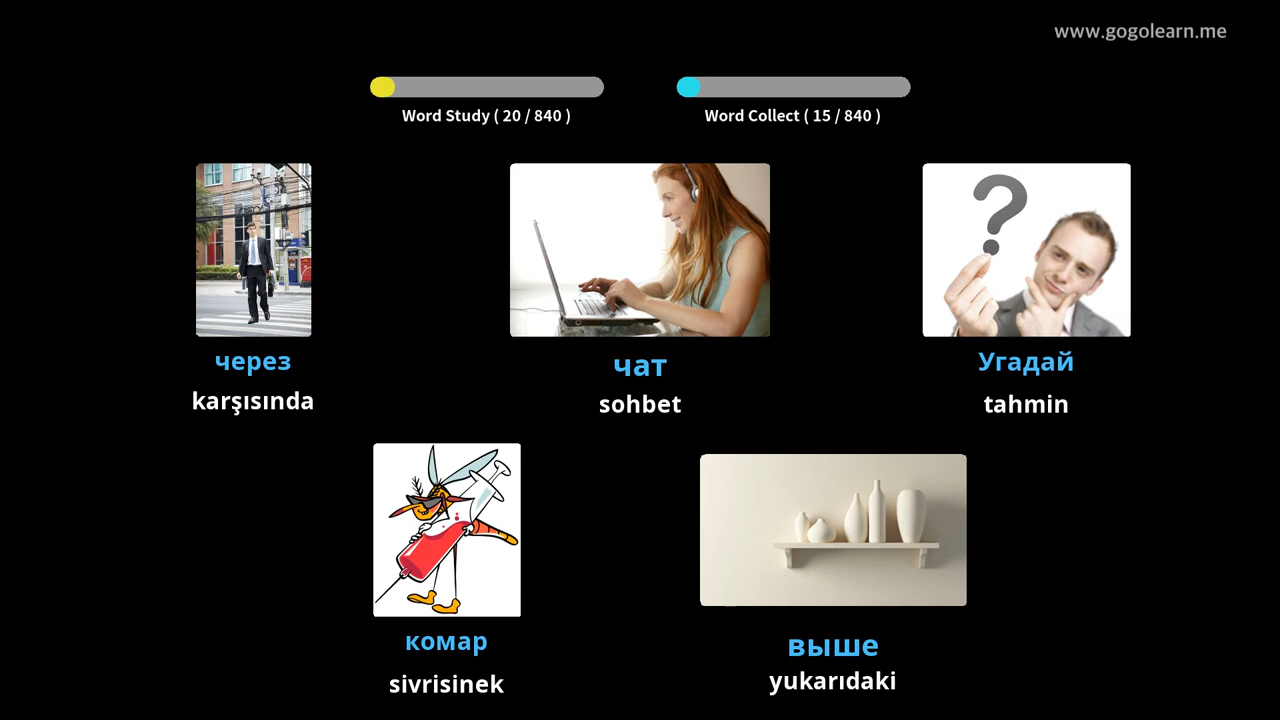 www.gogolearn.me
Word Study ( 20 / 840 )
Word Collect ( 15 / 840 )
через
karşısında
чат
sohbet
Угадай
tahmin
комар
sivrisinek
выше
yukarıdaki